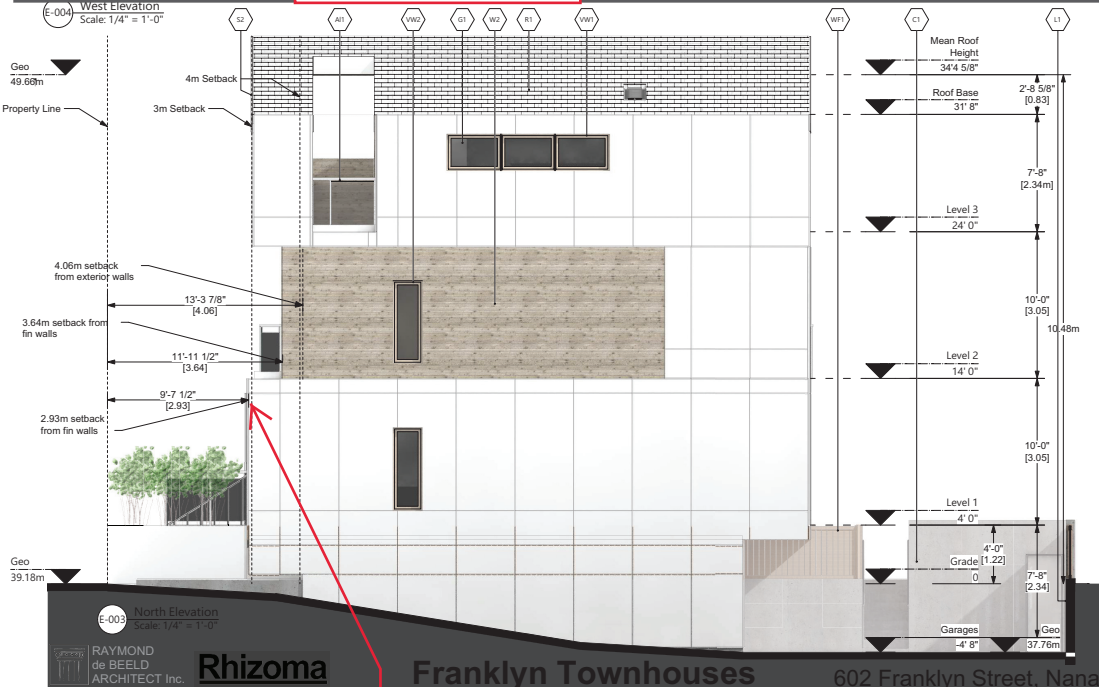 E-004
West Elevation
Scale: 1/4" = 1'-0"
S2
AI1
VW2
G1
W2
R1
VW1
WF1
C1
L1
Geo
49.66m
Property Line
4m Setback
3m Setback
Mean Roof
Height
34'4 5/8"
Roof Base
31' 8"
2'-8 5/8"
[0.83]
7'-8"
[2.34m]
Level 3
24' 0"
4.06m setback
from exterior walls
13'-3 7/8"
[4.06]
10'-0"
[3.05]
10.48m
3.64m setback from
fin walls
11'-11 1/2"
[3.64]
Level 2
14' 0"
9'-7 1/2"
[2.93]
2.93m setback
from fin walls
10'-0"
[3.05]
Level 1
4' 0"
4'-0"
[1.22]
Grade
0
7'-8"
[2.34]
Geo
39.18m
E-003
North Elevation
Scale: 1/4" = 1'-0"
Garages
-4' 8"
Geo
37.76m
RAYMOND
de BEELD
ARCHITECT Inc.
Rhizoma
Franklyn Townhouses
602 Franklyn Street, Nana